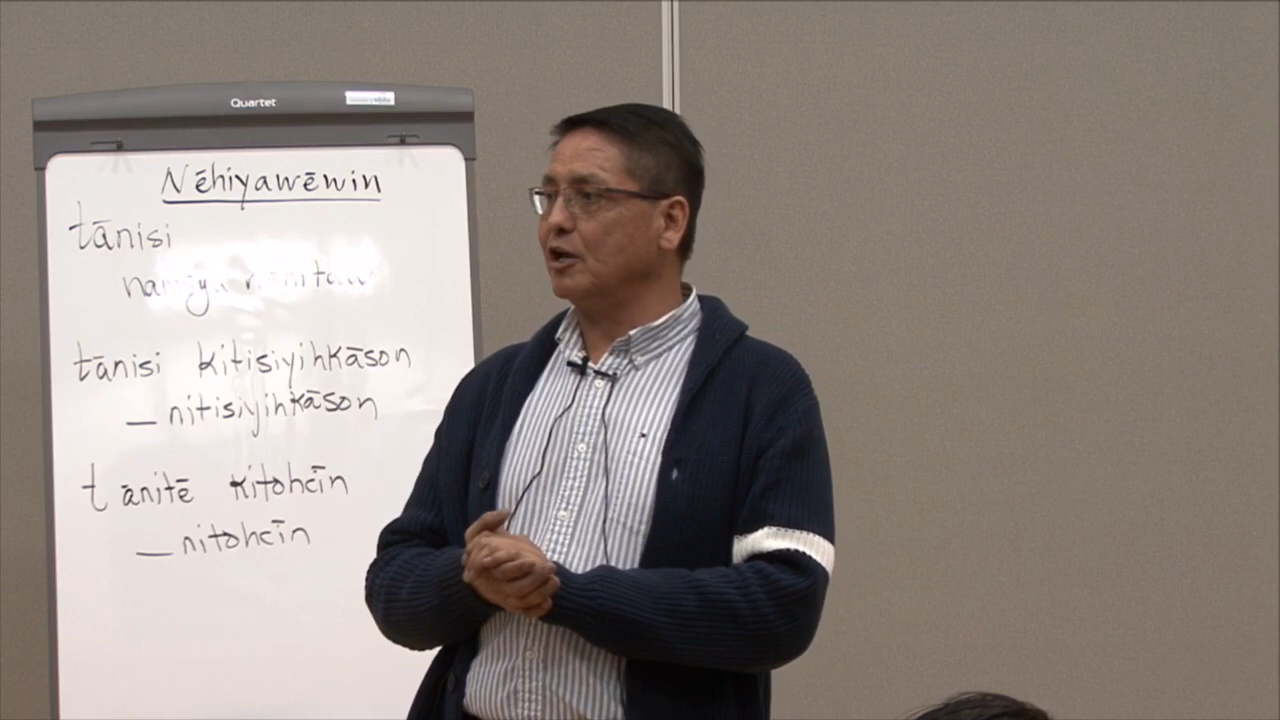 Quartet
Nēhiyawēwin
tānisi
tānisi kitisiyihkāson
_ nitisiyihkāson
tānitē kitohcīn
_ nitohcīn